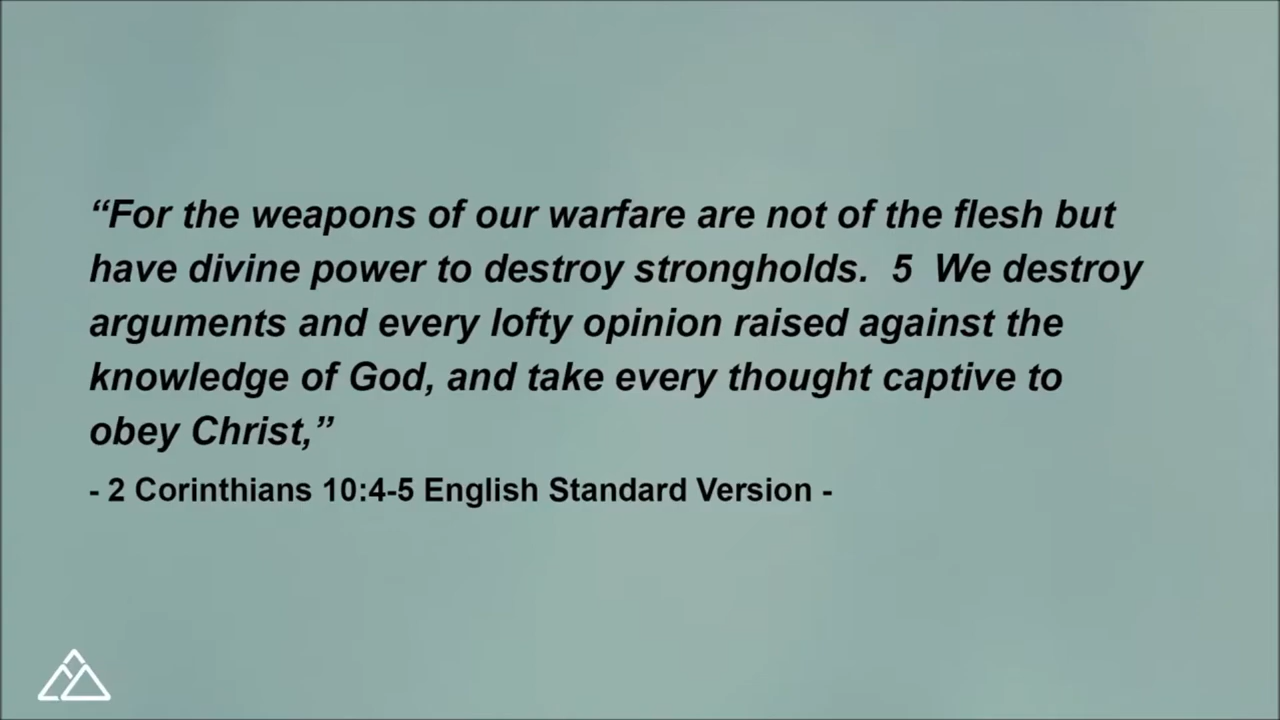 “For the weapons of our warfare are not of the flesh but
have divine power to destroy strongholds.  5  We destroy
arguments and every lofty opinion raised against the
knowledge of God, and take every thought captive to
obey Christ,”
- 2 Corinthians 10:4-5 English Standard Version -